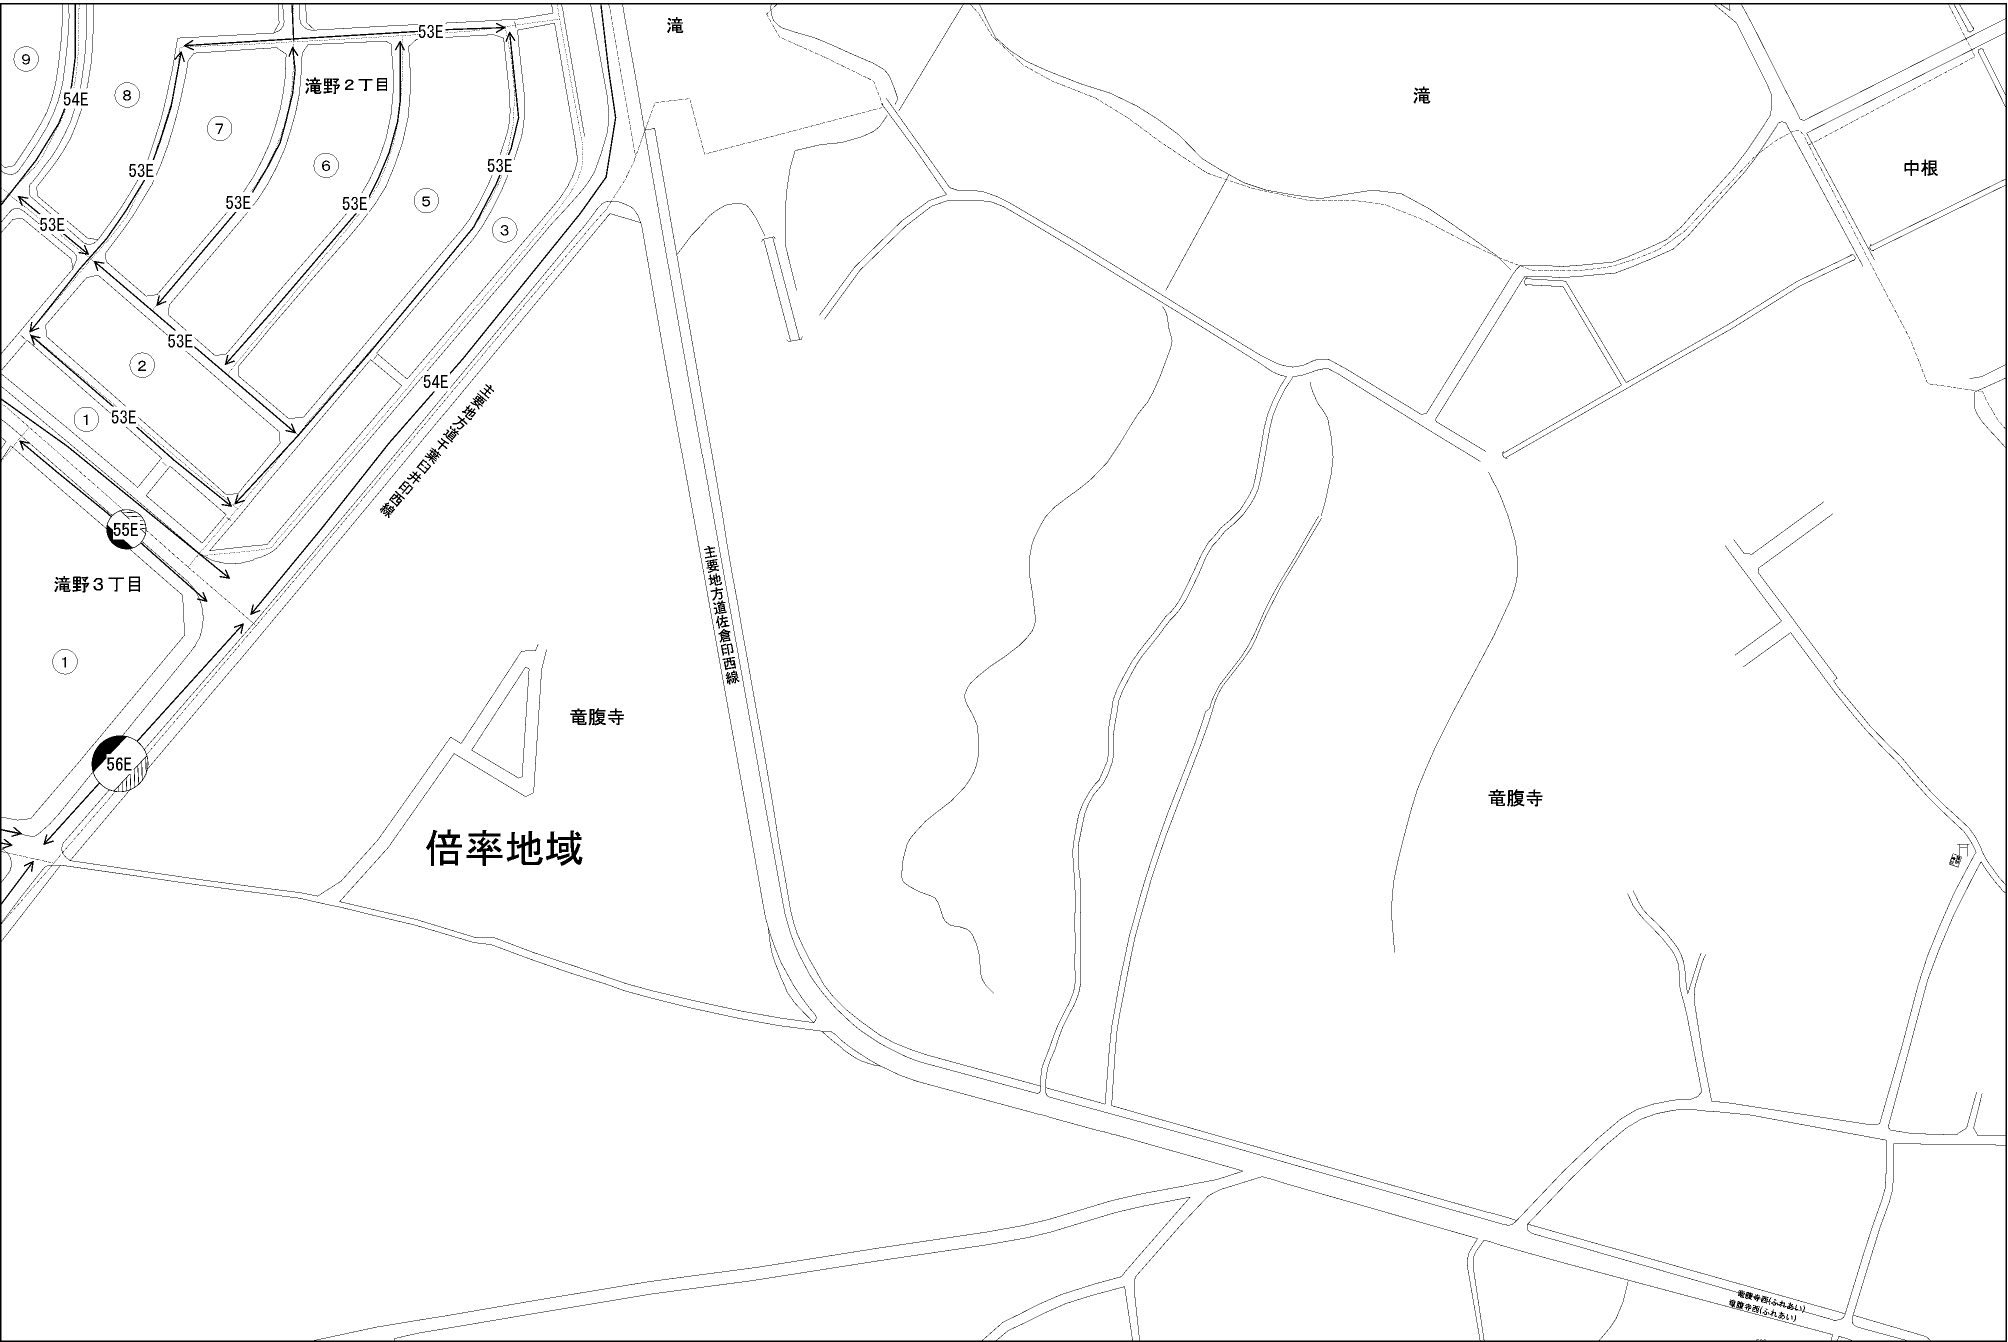 滝
53E
9
滝野２丁目
滝
54E
8
7
中根
6
53E
53E
53E
53E
5
53E
3
53E
2
54E
53E
1
主要地方道千葉臼井印西線
55E
滝野３丁目
主要地方道佐倉印西線
1
竜腹寺
56E
竜腹寺
倍率地域
竜腹寺西(ふれあい)
竜腹寺西(ふれあい)